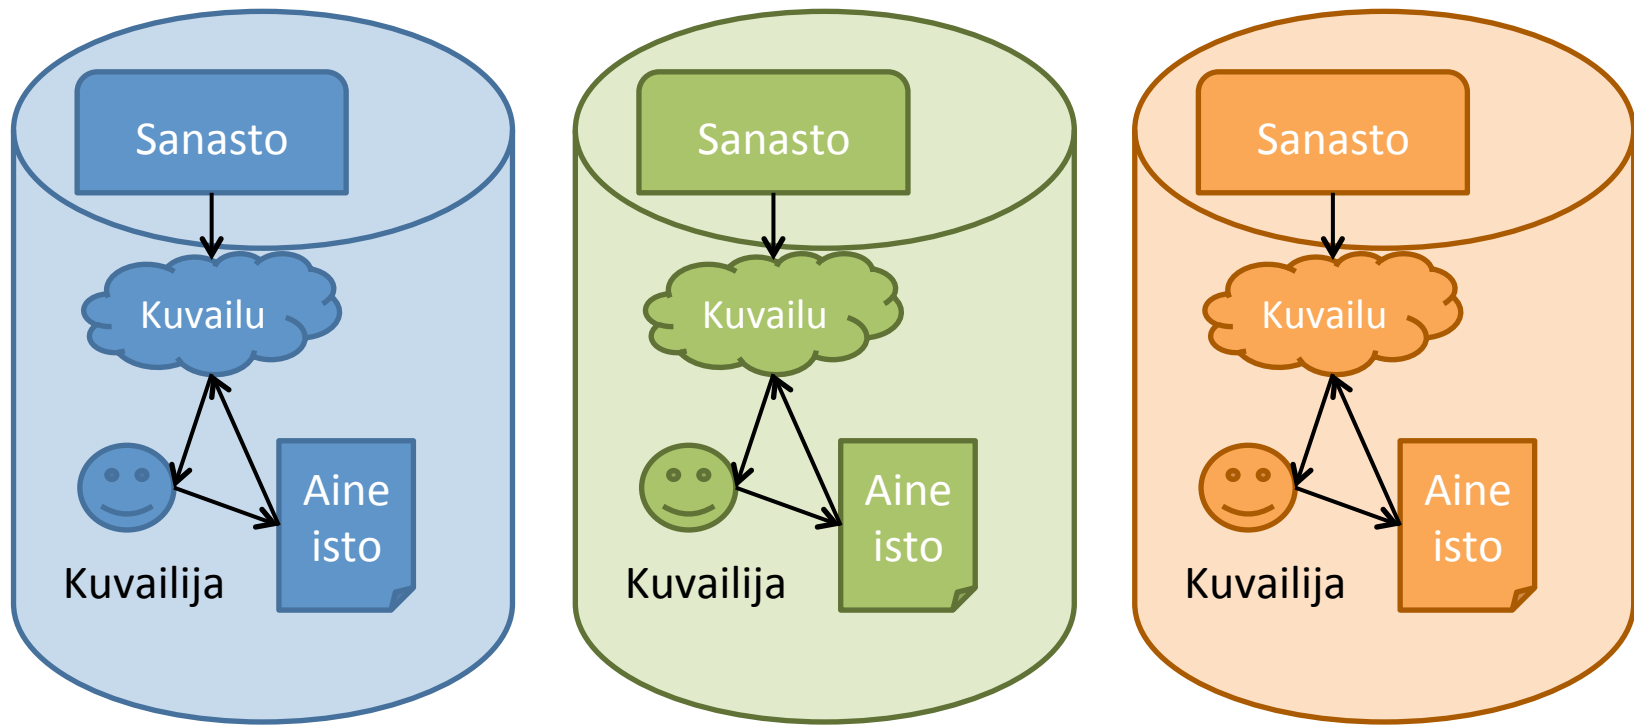 Sanasto
Kuvailu
Aine
isto
Kuvailija
Sanasto
Kuvailu
Aine
isto
Kuvailija
Sanasto
Kuvailu
Aine
isto
Kuvailija